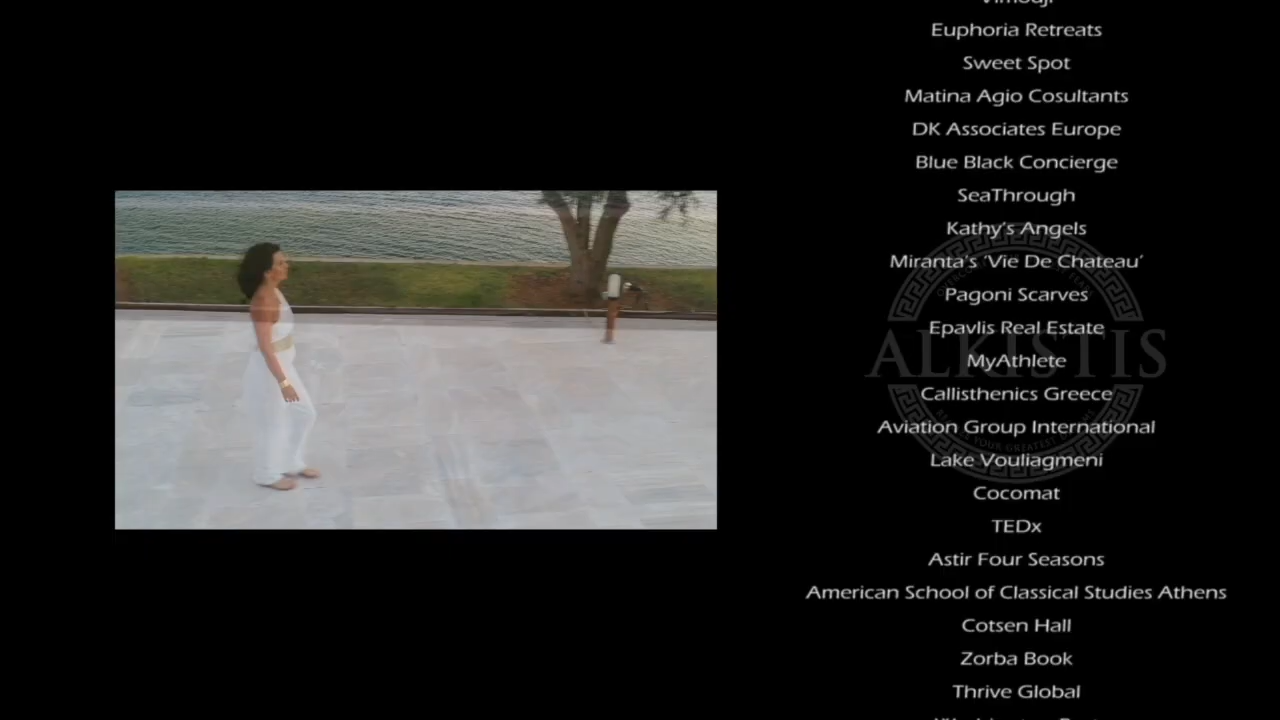 Euphoria Retreats
Sweet Spot
Matina Agio Cosultants
DK Associates Europe
Blue Black Concierge
SeaThrough
Kathy's Angels
Miranta's ‘Vie De Chateau’
Pagoni Scarves
Epavlis Real Estate
ALKISTIS
MyAthlete
Callisthenics Greece
Aviation Group International
Lake Vouliagmeni
Cocomat
TEDx
Astir Four Seasons
American School of Classical Studies Athens
Cotsen Hall
Zorba Book
Thrive Global